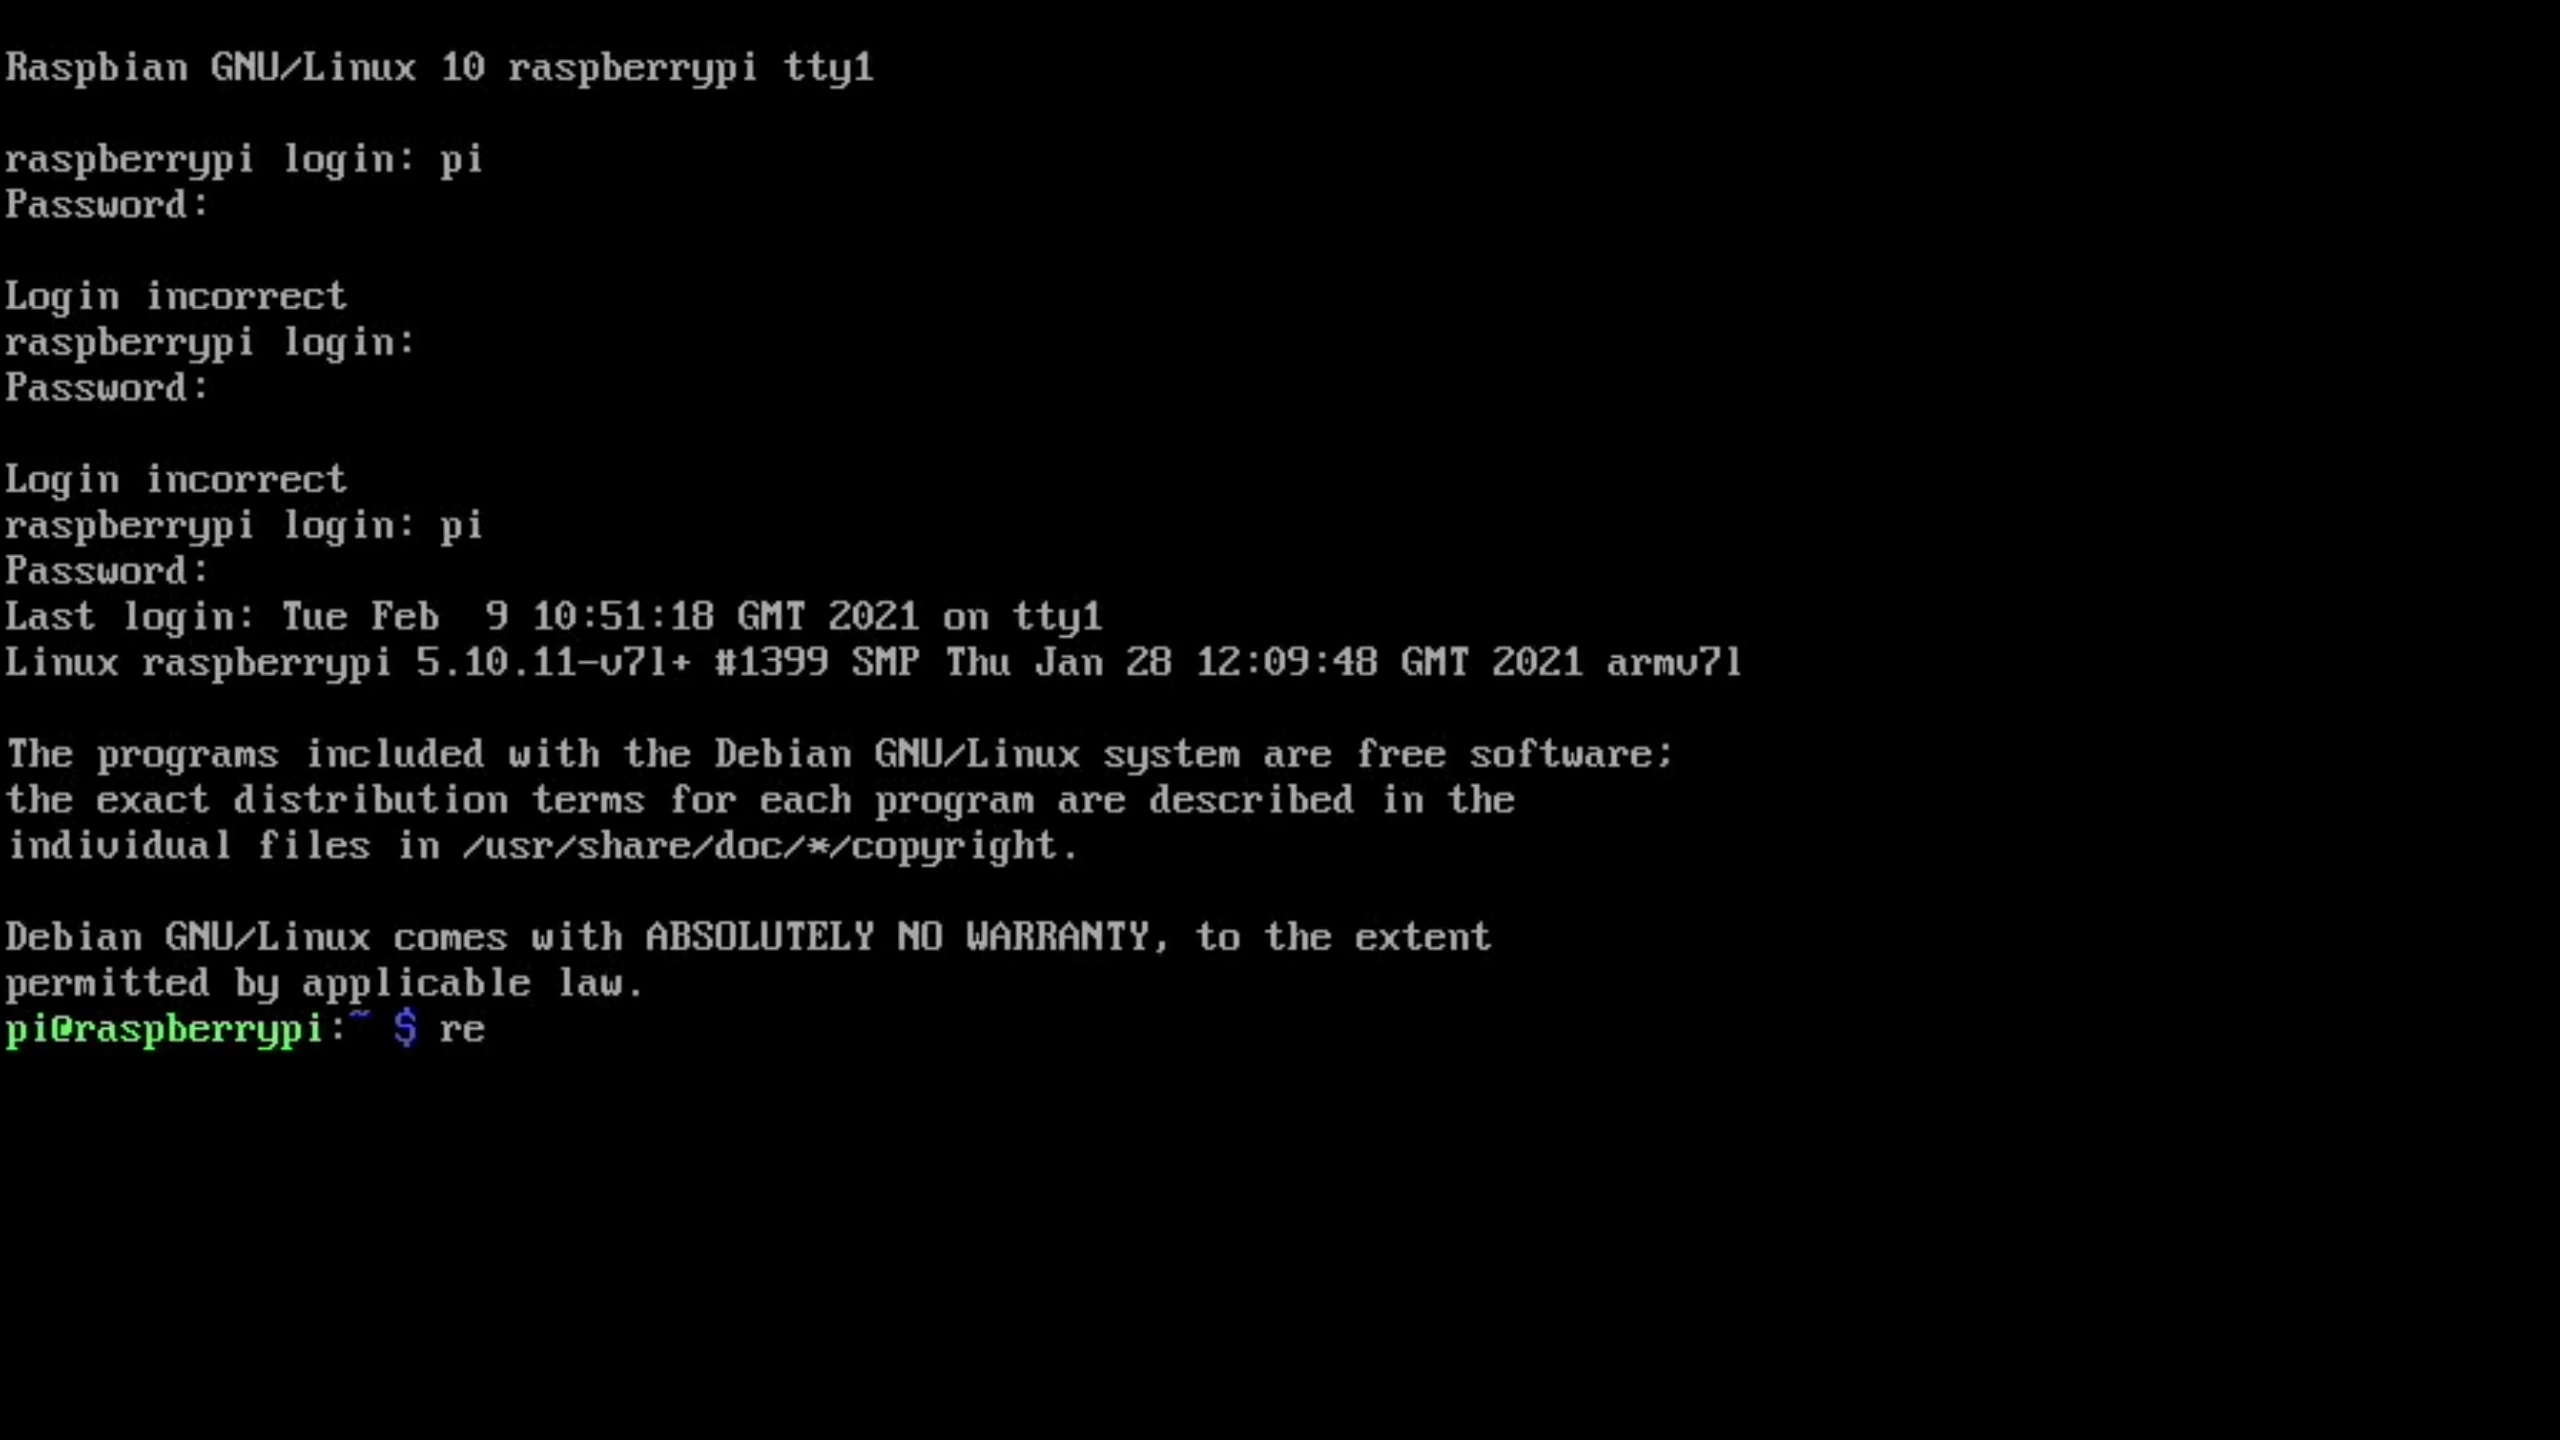 Raspbian GNU/Linux 10 raspberrypi tty1
raspberrypi login: pi
Password:
Login incorrect
raspberrypi login:
Password:
Login incorrect
raspberrypi login: pi
Password:
Last login: Tue Feb  9 10:51:18 GMT 2021 on tty1
Linux raspberrypi 5.10.11-v7l+ #1399 SMP Thu Jan 28 12:09:48 GMT 2021 armv7l
The programs included with the Debian GNU/Linux system are free software;
the exact distribution terms for each program are described in the
individual files in /usr/share/doc/*/copyright.
Debian GNU/Linux comes with ABSOLUTELY NO WARRANTY, to the extent
permitted by applicable law.
pi@raspberrypi:~ $ re